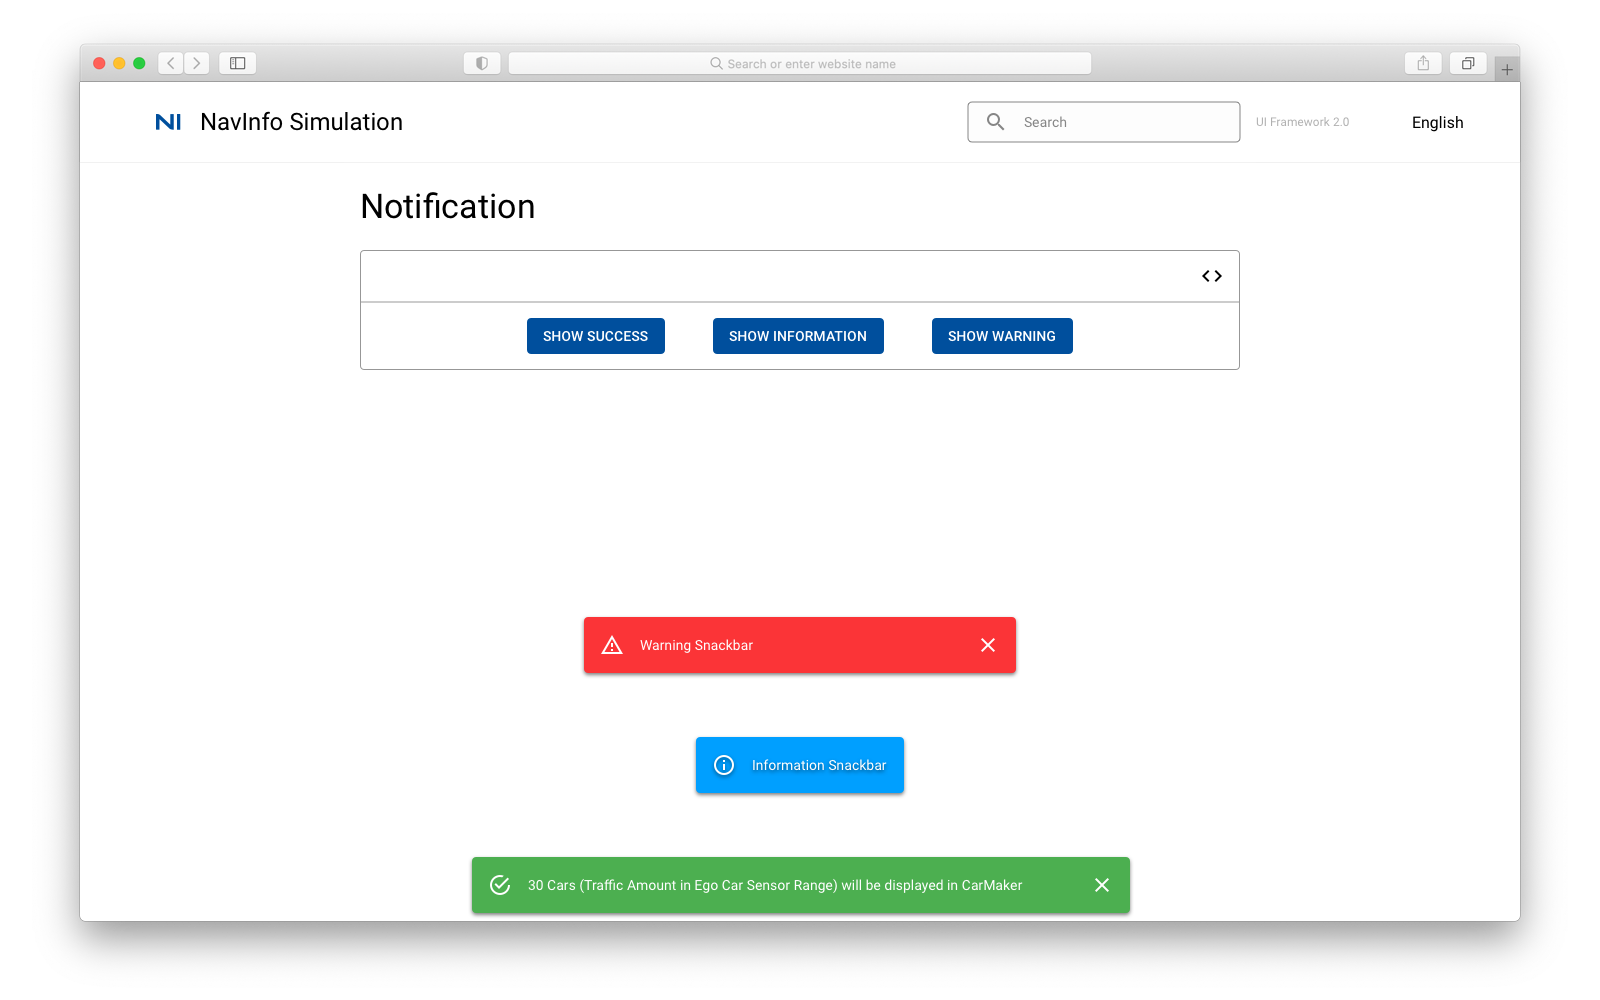 Search or enter website name
NI NavInfo Simulation
Search
UI Framework 2.0
English
Notification
SHOW SUCCESS
SHOW INFORMATION
SHOW WARNING
Warning Snackbar
Information Snackbar
30 Cars (Traffic Amount in Ego Car Sensor Range) will be displayed in CarMaker